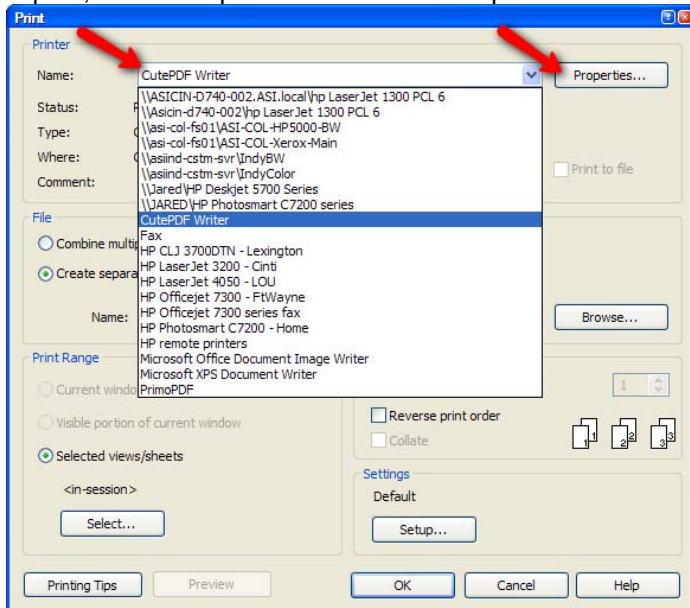 Print
Printer
Name: CutePDF Writer Properties...
\\ASICIN-D740-002.ASI.local\hp LaserJet 1300 PCL 6
Status: \\Asicin-d740-002\hp LaserJet 1300 PCL 6
\\asi-col-fs01\ASI-COL-HP5000-BW
Type: \\asi-col-fs01\ASI-COL-Xerox-Main
Where: \\asiind-cstm-svr\IndyBW
\\asiind-cstm-svr\IndyColor Print to file
Comment: \\Jared\HP Deskjet 5700 Series
\\JARED\HP Photosmart C7200 series
File CutePDF Writer
Fax
Combine HP CLJ 3700DTN - Lexington
HP LaserJet 3200 - Cinti
Create HP LaserJet 4050 - LOU
HP Officejet 7300 - FtWayne
Name: HP Officejet 7300 series fax Browse...
HP Photosmart C7200 - Home
HP remote printers
Print Range Microsoft Office Document Image Writer
Microsoft XPS Document Writer
Current PrimoPDF 1
Reverse print order
Visible portion of current window
Collate 1 1 2 2 3 3
Selected views/sheets
Settings
<in-session> Default
Select... Setup...
Printing Tips Preview OK Cancel Help